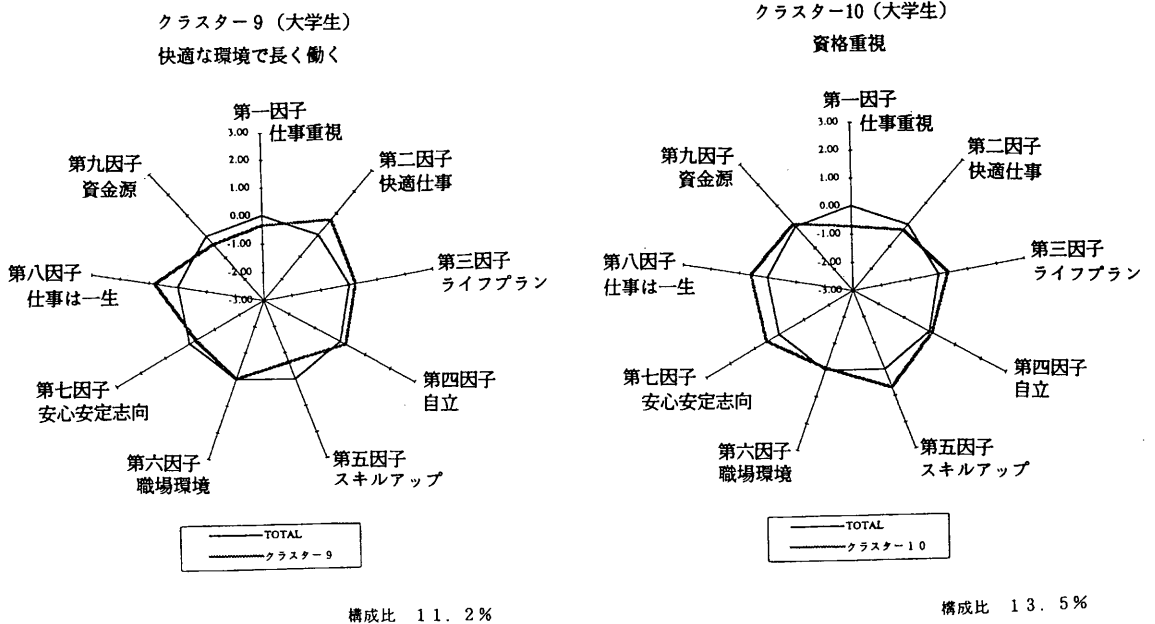 クラスター９（大学生）
快適な環境で長く働く
第一因子
仕事重視
3.00
2.00
1.00
0.00
-1.00
-2.00
-3.00
第二因子
快適仕事
第三因子
ライフプラン
第四因子
自立
第五因子
スキルアップ
第六因子
職場環境
第七因子
安心安定志向
第八因子
仕事は一生
第九因子
資金源
TOTAL
クラスター９
構成比　１１．２％
クラスター10（大学生）
資格重視
第一因子
仕事重視
3.00
2.00
1.00
0.00
-1.00
-2.00
-3.00
第二因子
快適仕事
第三因子
ライフプラン
第四因子
自立
第五因子
スキルアップ
第六因子
職場環境
第七因子
安心安定志向
第八因子
仕事は一生
第九因子
資金源
TOTAL
クラスター１０
構成比　１３．５％